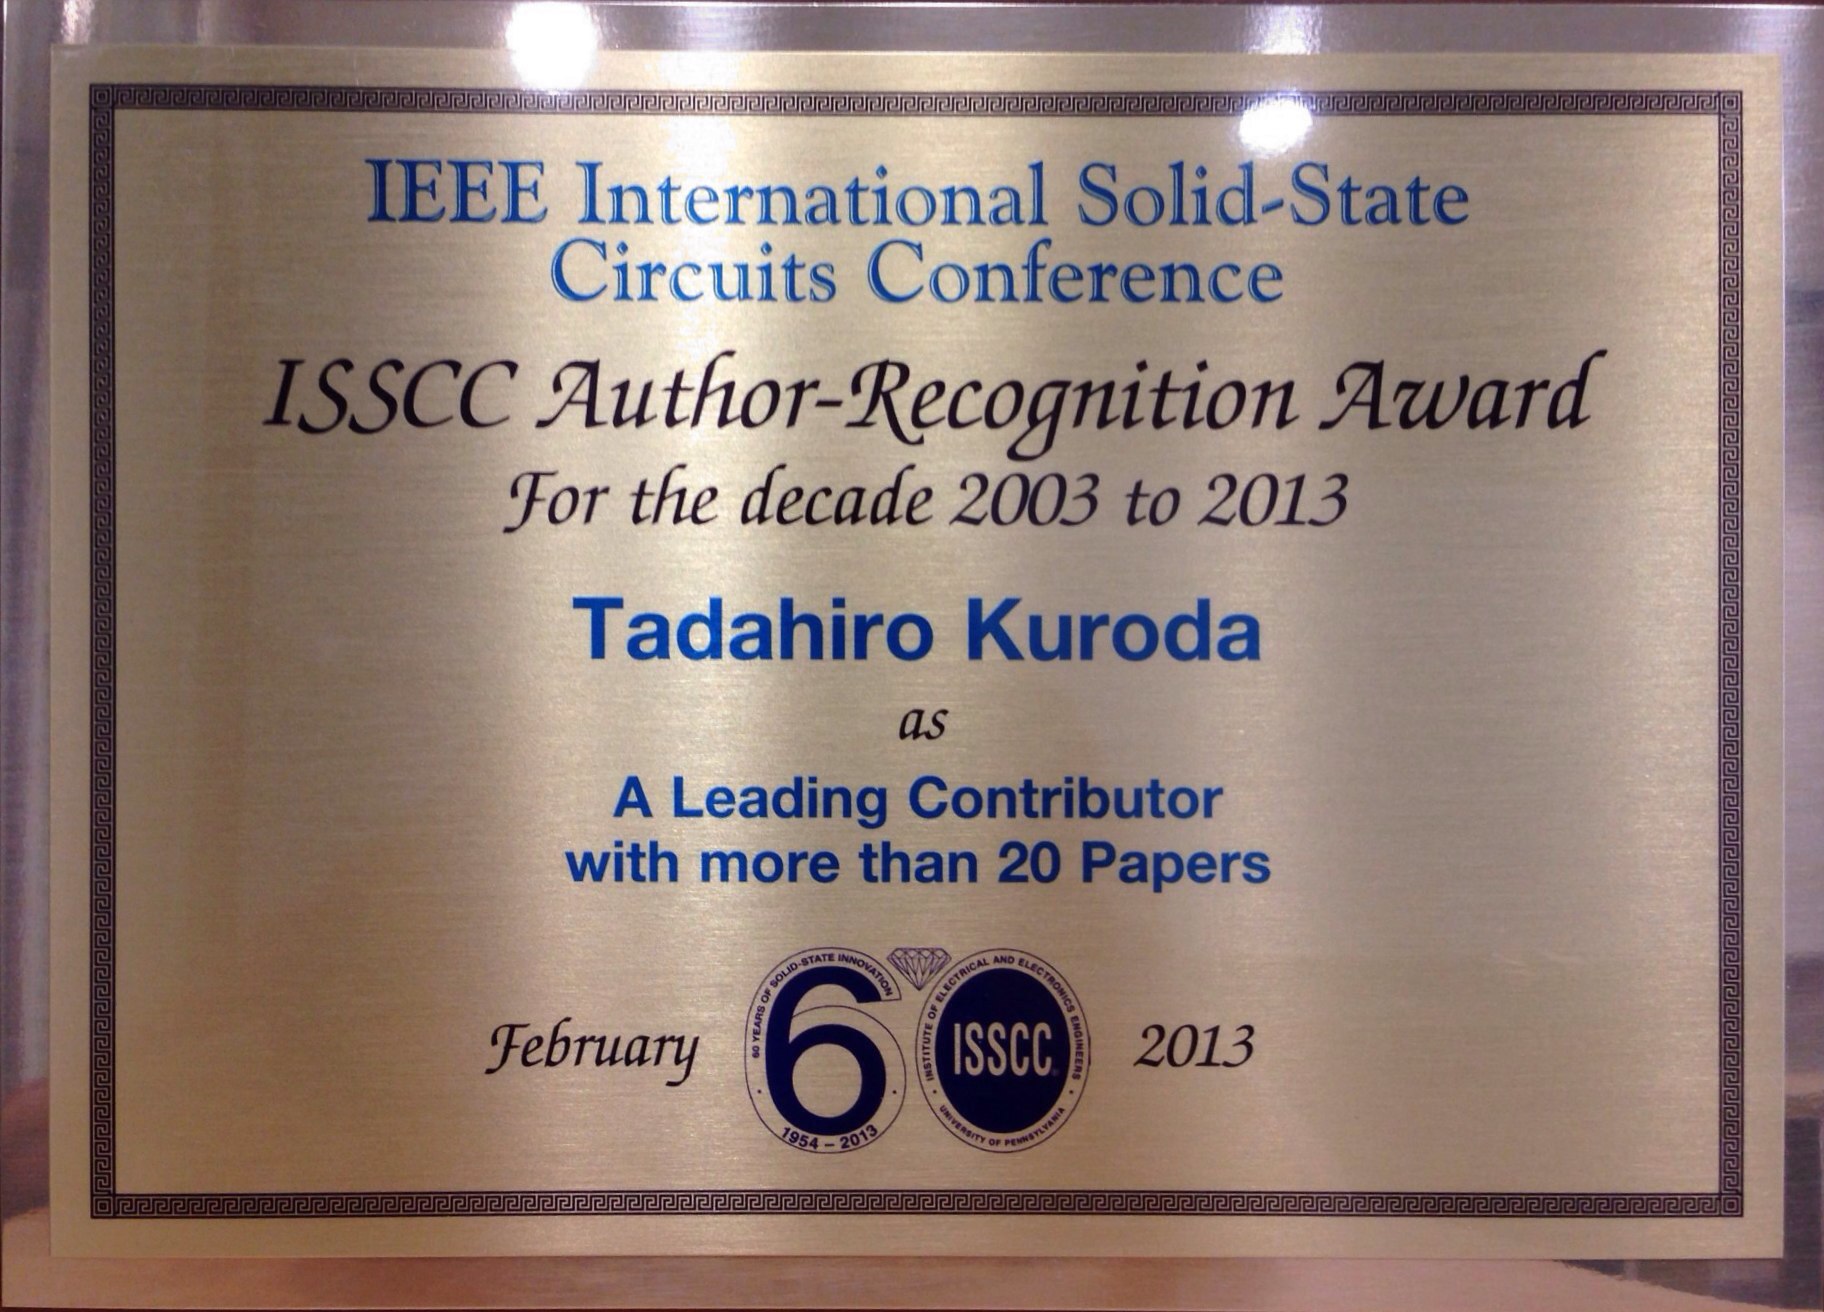 IEEE International Solid-State
Circuits Conference
ISSCC Author-Recognition Award
For the decade 2003 to 2013
Tadahiro Kuroda
as
A Leading Contributor
with more than 20 Papers
February
60 YEARS OF SOLID-STATE INNOVATION
6
1954 – 2013
INSTITUTE OF ELECTRICAL AND ELECTRONICS ENGINEERS
ISSCC
UNIVERSITY OF PENNSYLVANIA
2013